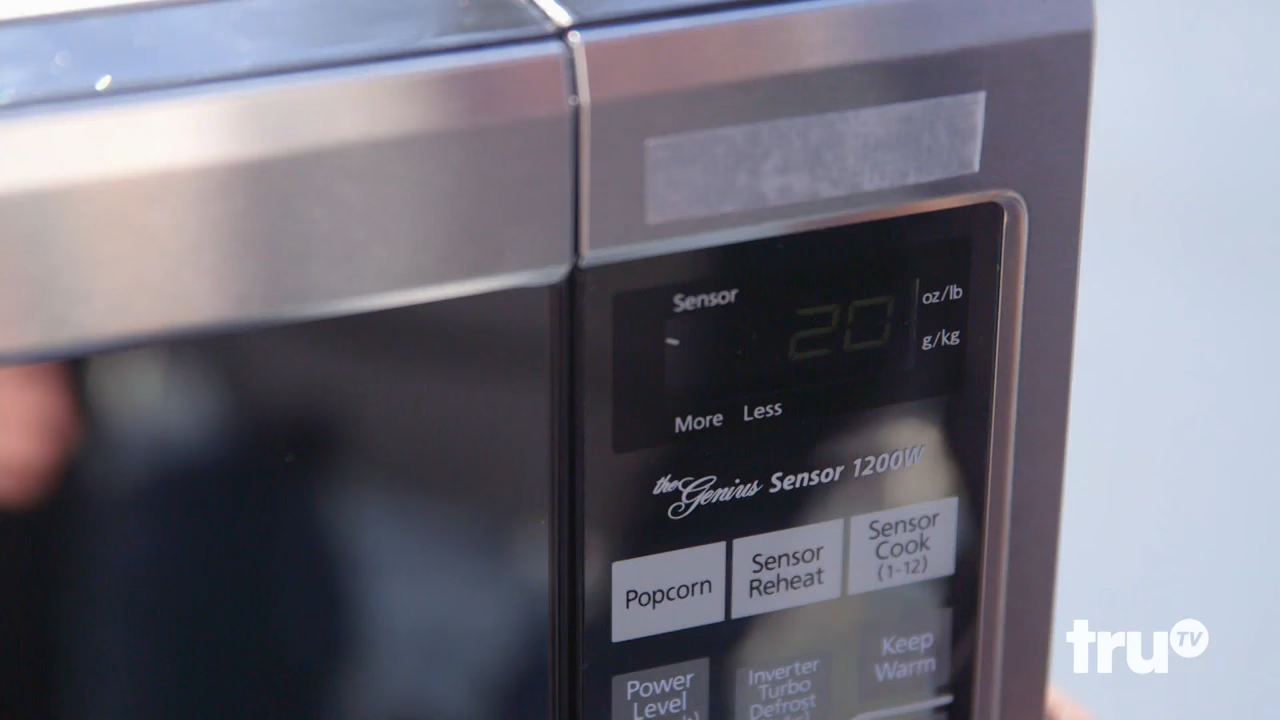 Sensor
20
oz/lb
g/kg
More Less
the Genius Sensor 1200W
Popcorn
Sensor
Reheat
Sensor
Cook
(1-12)
Power
Level
Inverter
Turbo
Defrost
Keep
Warm
truTV